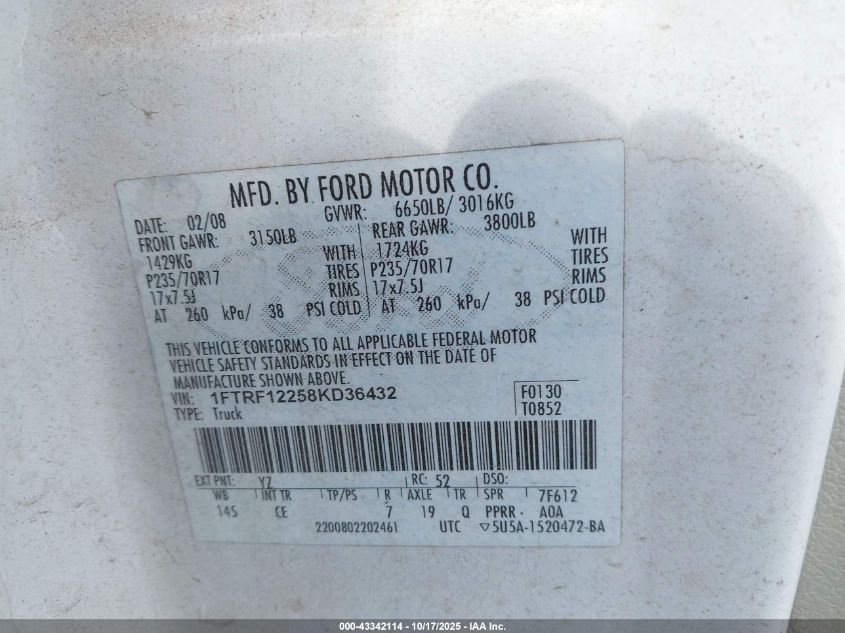 MFD. BY FORD MOTOR CO.
DATE: 02/08 GVWR: 6650LB/ 3016KG
FRONT GAWR: 3150LB REAR GAWR: 3800LB
1429KG WITH 1724KG WITH
P235/70R17 TIRES P235/70R17 TIRES
17x7.5J RIMS 17x7.5J RIMS
AT 260 kPa/ 38 PSI COLD AT 260 kPa/ 38 PSI COLD
THIS VEHICLE CONFORMS TO ALL APPLICABLE FEDERAL MOTOR
VEHICLE SAFETY STANDARDS IN EFFECT ON THE DATE OF
MANUFACTURE SHOWN ABOVE.
VIN: 1FTRF12258KD36432 F0130
TYPE: Truck T0852
EXT PNT: YZ RC: 52 DSO:
WB INT TR TP/PS R AXLE TR SPR 7F612
145 CE 7 19 Q PPRR A0A
2200802202461 UTC ▽5U5A-1520472-BA
000-43342114 - 10/17/2025 - IAA Inc.